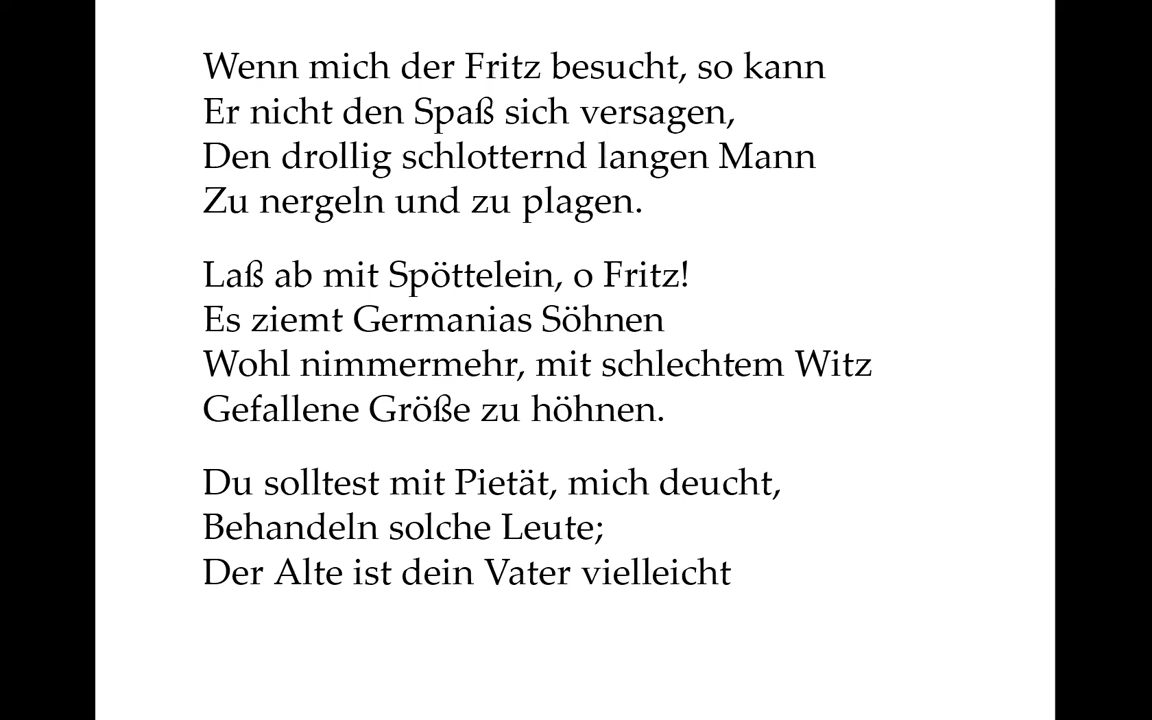 Wenn mich der Fritz besucht, so kann
Er nicht den Spaß sich versagen,
Den drollig schlotternd langen Mann
Zu nergeln und zu plagen.
Laß ab mit Spöttelein, o Fritz!
Es ziemt Germanias Söhnen
Wohl nimmermehr, mit schlechtem Witz
Gefallene Größe zu höhnen.
Du solltest mit Pietät, mich deucht,
Behandeln solche Leute;
Der Alte ist dein Vater vielleicht